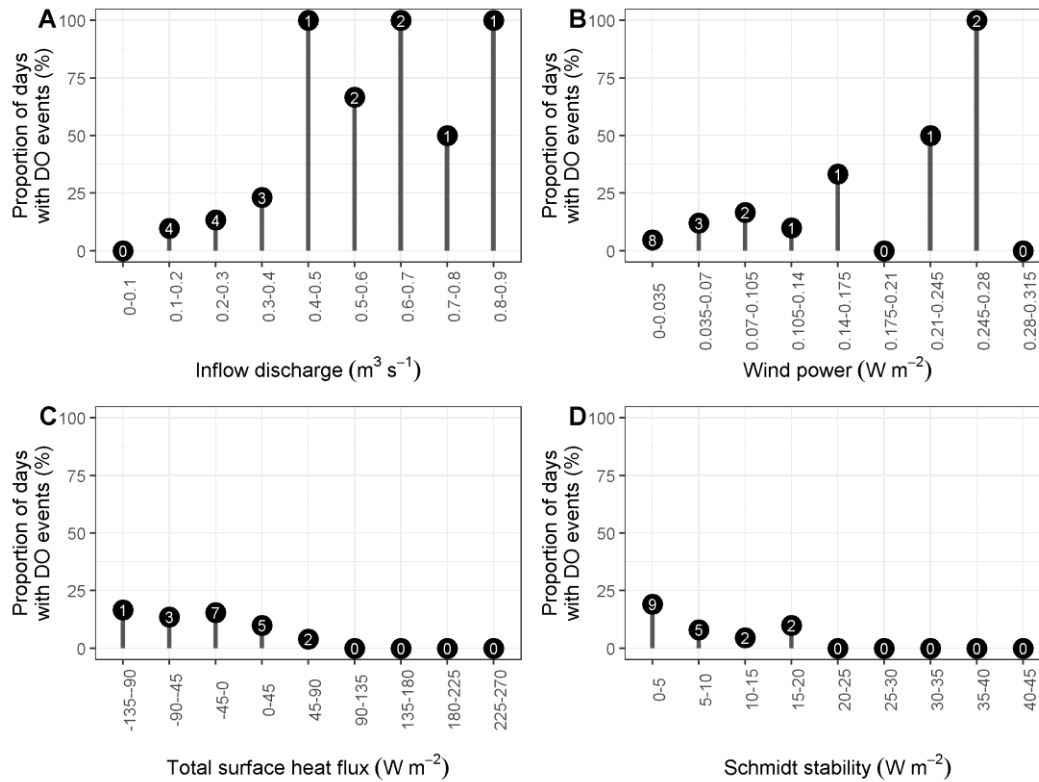 A
Proportion of days
with DO events (%)
100
75
50
25
0
0 4 4 3 1 2 2 1 1
0-0.1 0.1-0.2 0.2-0.3 0.3-0.4 0.4-0.5 0.5-0.6 0.6-0.7 0.7-0.8 0.8-0.9
Inflow discharge (m³ s⁻¹)
B
Proportion of days
with DO events (%)
100
75
50
25
0
8 3 2 1 1 0 1 2 0
0-0.035 0.035-0.07 0.07-0.105 0.105-0.14 0.14-0.175 0.175-0.21 0.21-0.245 0.245-0.28 0.28-0.315
Wind power (W m⁻²)
C
Proportion of days
with DO events (%)
100
75
50
25
0
1 3 7 5 2 0 0 0 0
-135--90 -90--45 -45-0 0-45 45-90 90-135 135-180 180-225 225-270
Total surface heat flux (W m⁻²)
D
Proportion of days
with DO events (%)
100
75
50
25
0
9 5 2 2 0 0 0 0 0
0-5 5-10 10-15 15-20 20-25 25-30 30-35 35-40 40-45
Schmidt stability (W m⁻²)